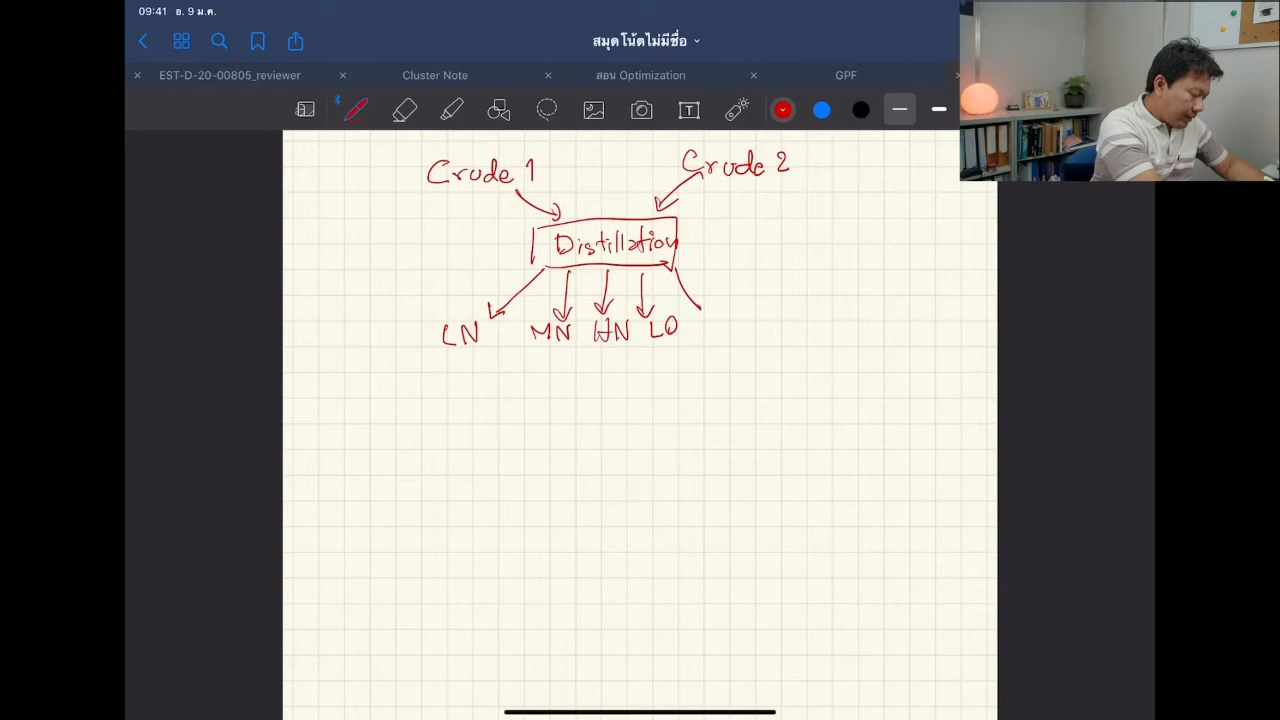 09:41 อ. 9 ม.ค.
สมุดโน้ตไม่มีชื่อ
EST-D-20-00805_reviewer
Cluster Note
สอน Optimization
GPF
Crude 1
Crude 2
Distillation
LN MN HN LO